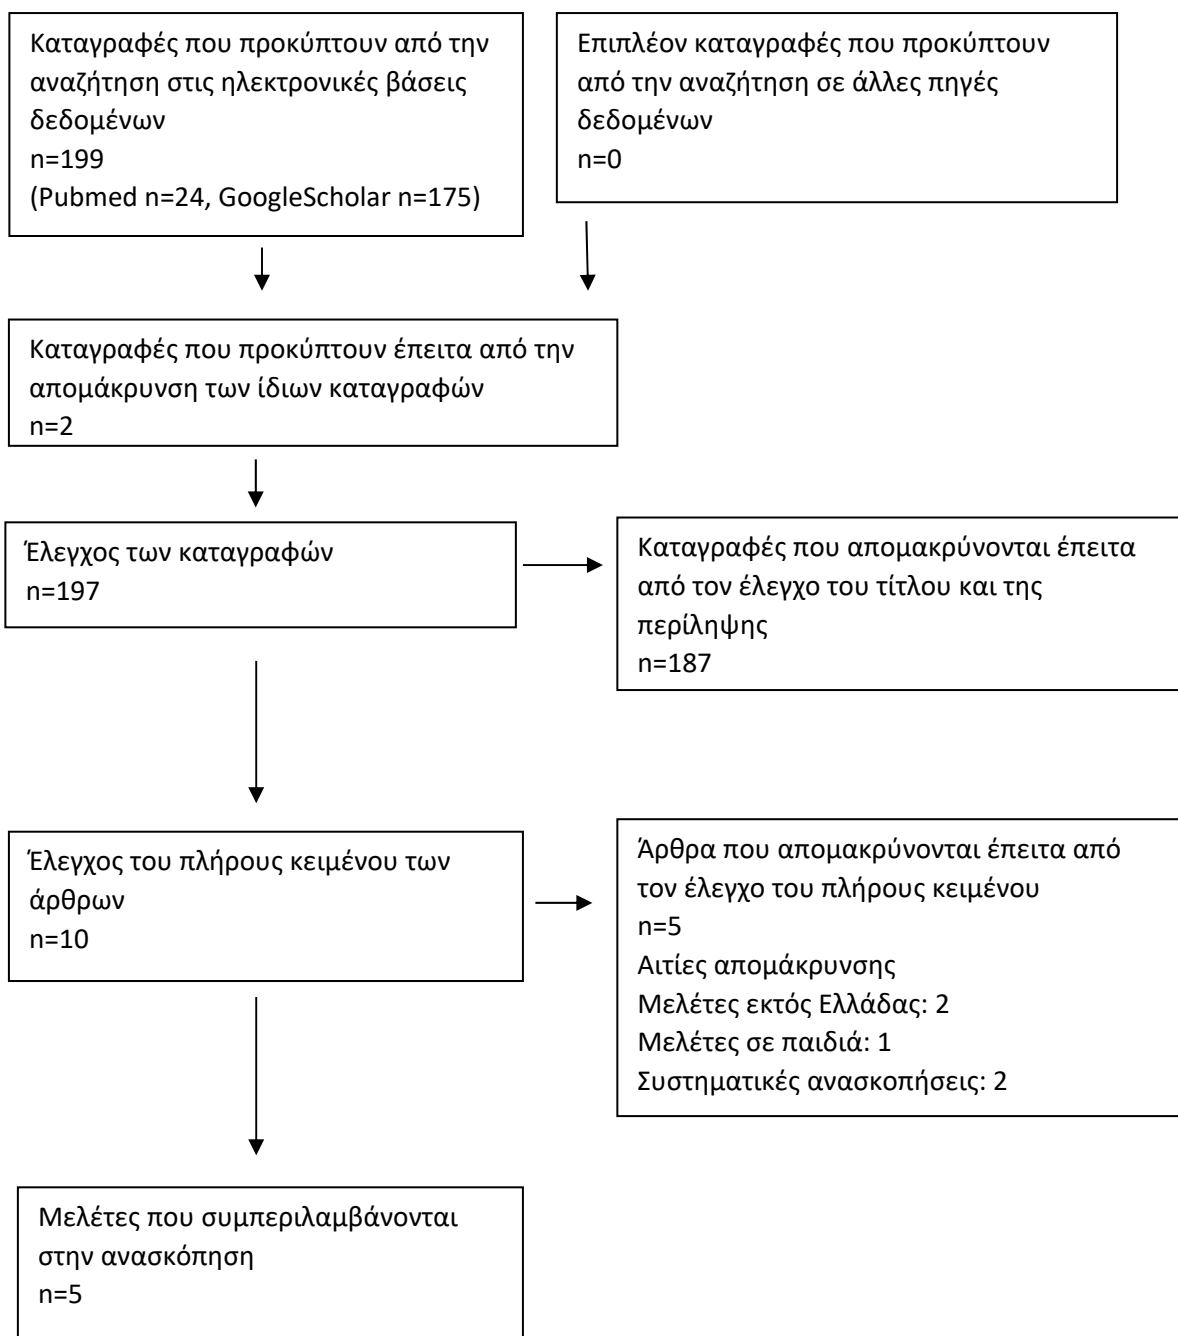 Καταγραφές που προκύπτουν από την
αναζήτηση στις ηλεκτρονικές βάσεις
δεδομένων
n=199
(Pubmed n=24, GoogleScholar n=175)
Επιπλέον καταγραφές που προκύπτουν
από την αναζήτηση σε άλλες πηγές
δεδομένων
n=0
Καταγραφές που προκύπτουν έπειτα από την
απομάκρυνση των ίδιων καταγραφών
n=2
Έλεγχος των καταγραφών
n=197
Καταγραφές που απομακρύνονται έπειτα
από τον έλεγχο του τίτλου και της
περίληψης
n=187
Έλεγχος του πλήρους κειμένου των
άρθρων
n=10
Άρθρα που απομακρύνονται έπειτα από
τον έλεγχο του πλήρους κειμένου
n=5
Αιτίες απομάκρυνσης
Μελέτες εκτός Ελλάδας: 2
Μελέτες σε παιδιά: 1
Συστηματικές ανασκοπήσεις: 2
Μελέτες που συμπεριλαμβάνονται
στην ανασκόπηση
n=5